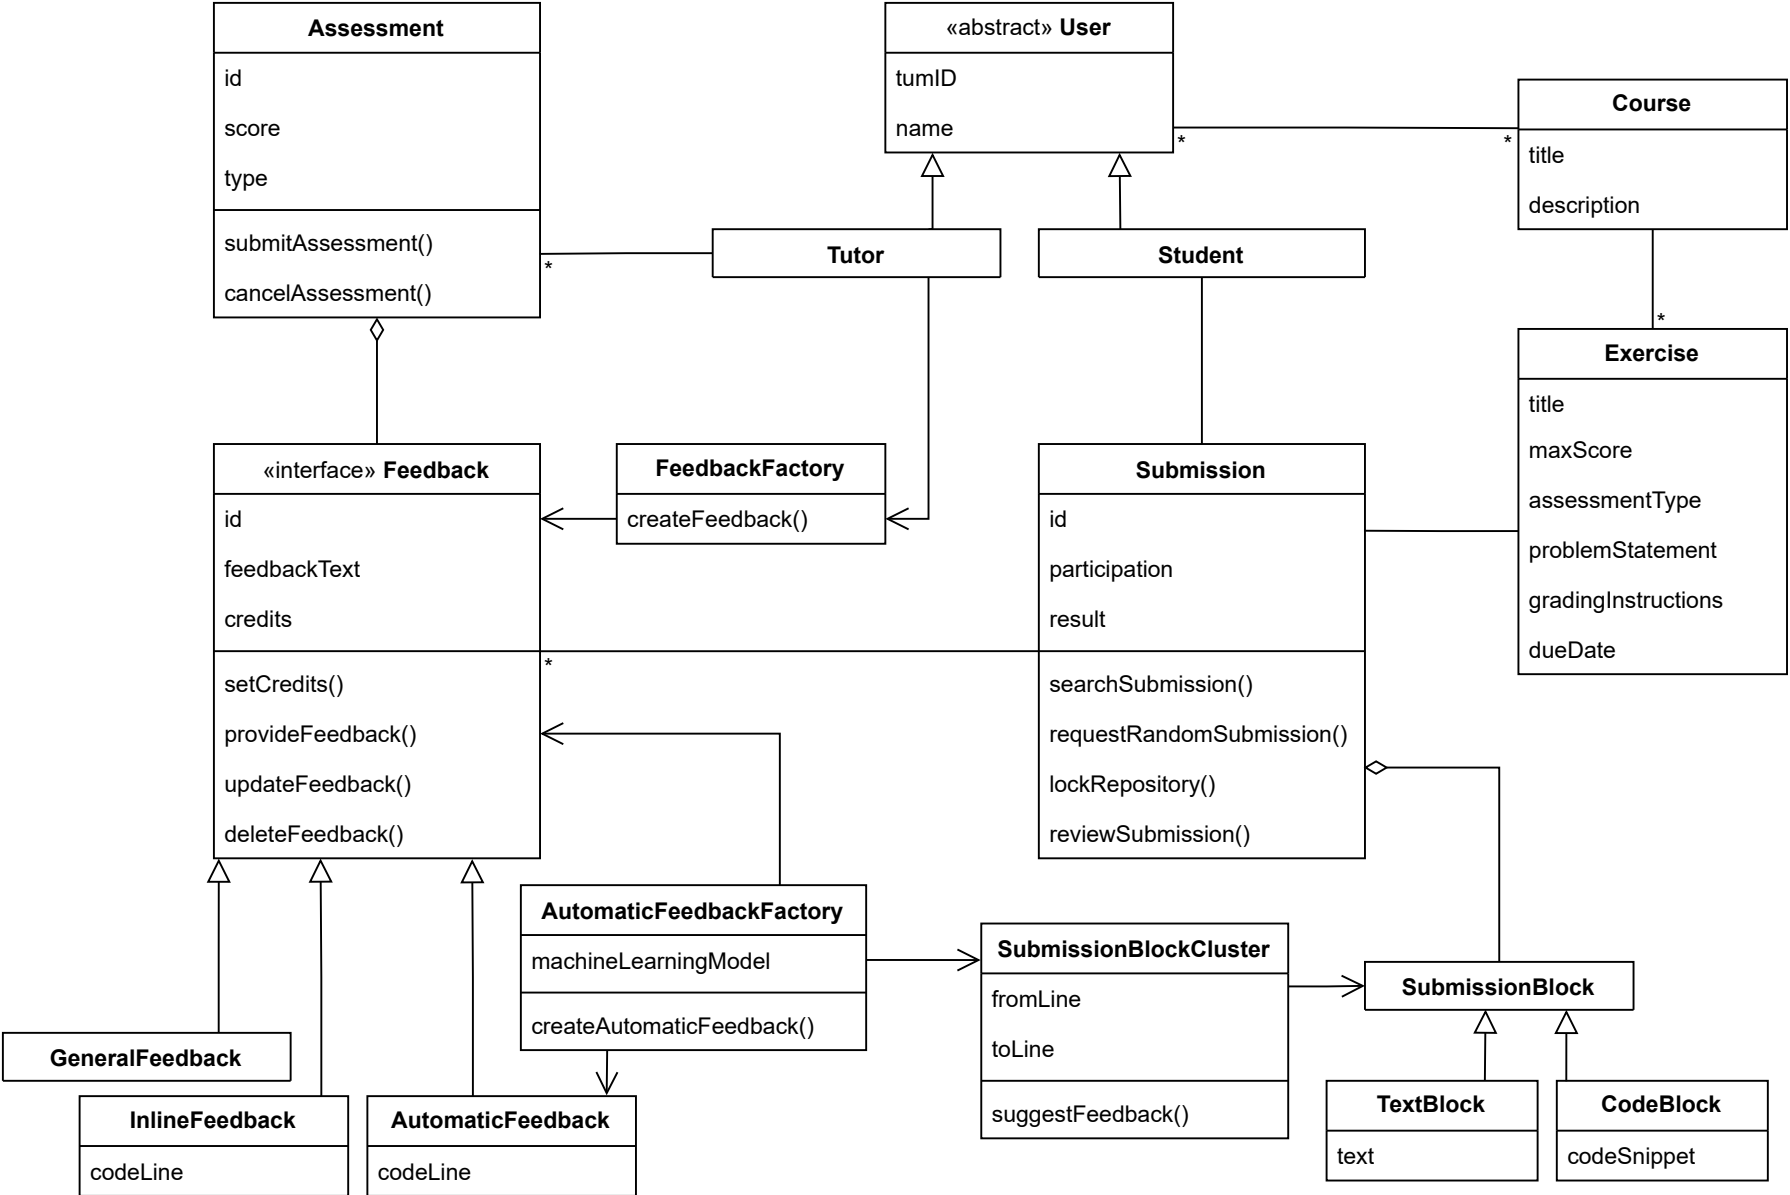 Assessment
id
score
type
submitAssessment()
cancelAssessment()
*
«abstract» User
tumID
name
*
*
Course
title
description
*
Tutor
Student
Exercise
title
maxScore
assessmentType
problemStatement
gradingInstructions
dueDate
«interface» Feedback
id
feedbackText
credits
setCredits()
provideFeedback()
updateFeedback()
deleteFeedback()
*
FeedbackFactory
createFeedback()
Submission
id
participation
result
searchSubmission()
requestRandomSubmission()
lockRepository()
reviewSubmission()
AutomaticFeedbackFactory
machineLearningModel
createAutomaticFeedback()
SubmissionBlockCluster
fromLine
toLine
suggestFeedback()
SubmissionBlock
GeneralFeedback
InlineFeedback
codeLine
AutomaticFeedback
codeLine
TextBlock
text
CodeBlock
codeSnippet